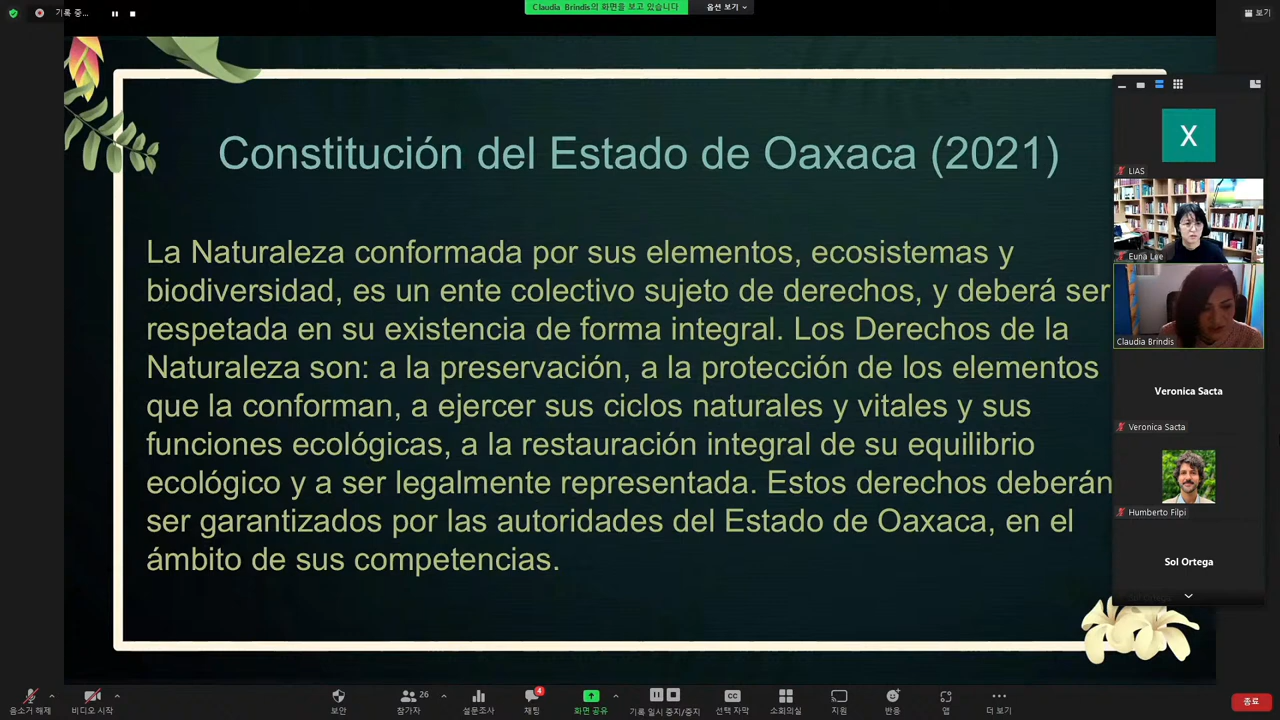 Claudia Brindis의 화면을 보고 있습니다
옵션 보기
기록 중...
보기
Constitución del Estado de Oaxaca (2021)
La Naturaleza conformada por sus elementos, ecosistemas y
biodiversidad, es un ente colectivo sujeto de derechos, y deberá ser
respetada en su existencia de forma integral. Los Derechos de la
Naturaleza son: a la preservación, a la protección de los elementos
que la conforman, a ejercer sus ciclos naturales y vitales y sus
funciones ecológicas, a la restauración integral de su equilibrio
ecológico y a ser legalmente representada. Estos derechos deberán
ser garantizados por las autoridades del Estado de Oaxaca, en el
ámbito de sus competencias.
X
LIAS
Euna Lee
Claudia Brindis
Veronica Sacta
Veronica Sacta
Humberto Filpi
Sol Ortega
음소거 해제
비디오 시작
보안
26
참가자
설문조사
4
채팅
화면 공유
기록 일시 중지/중지
CC
선택 자막
소회의실
지원
반응
앱
더 보기
종료